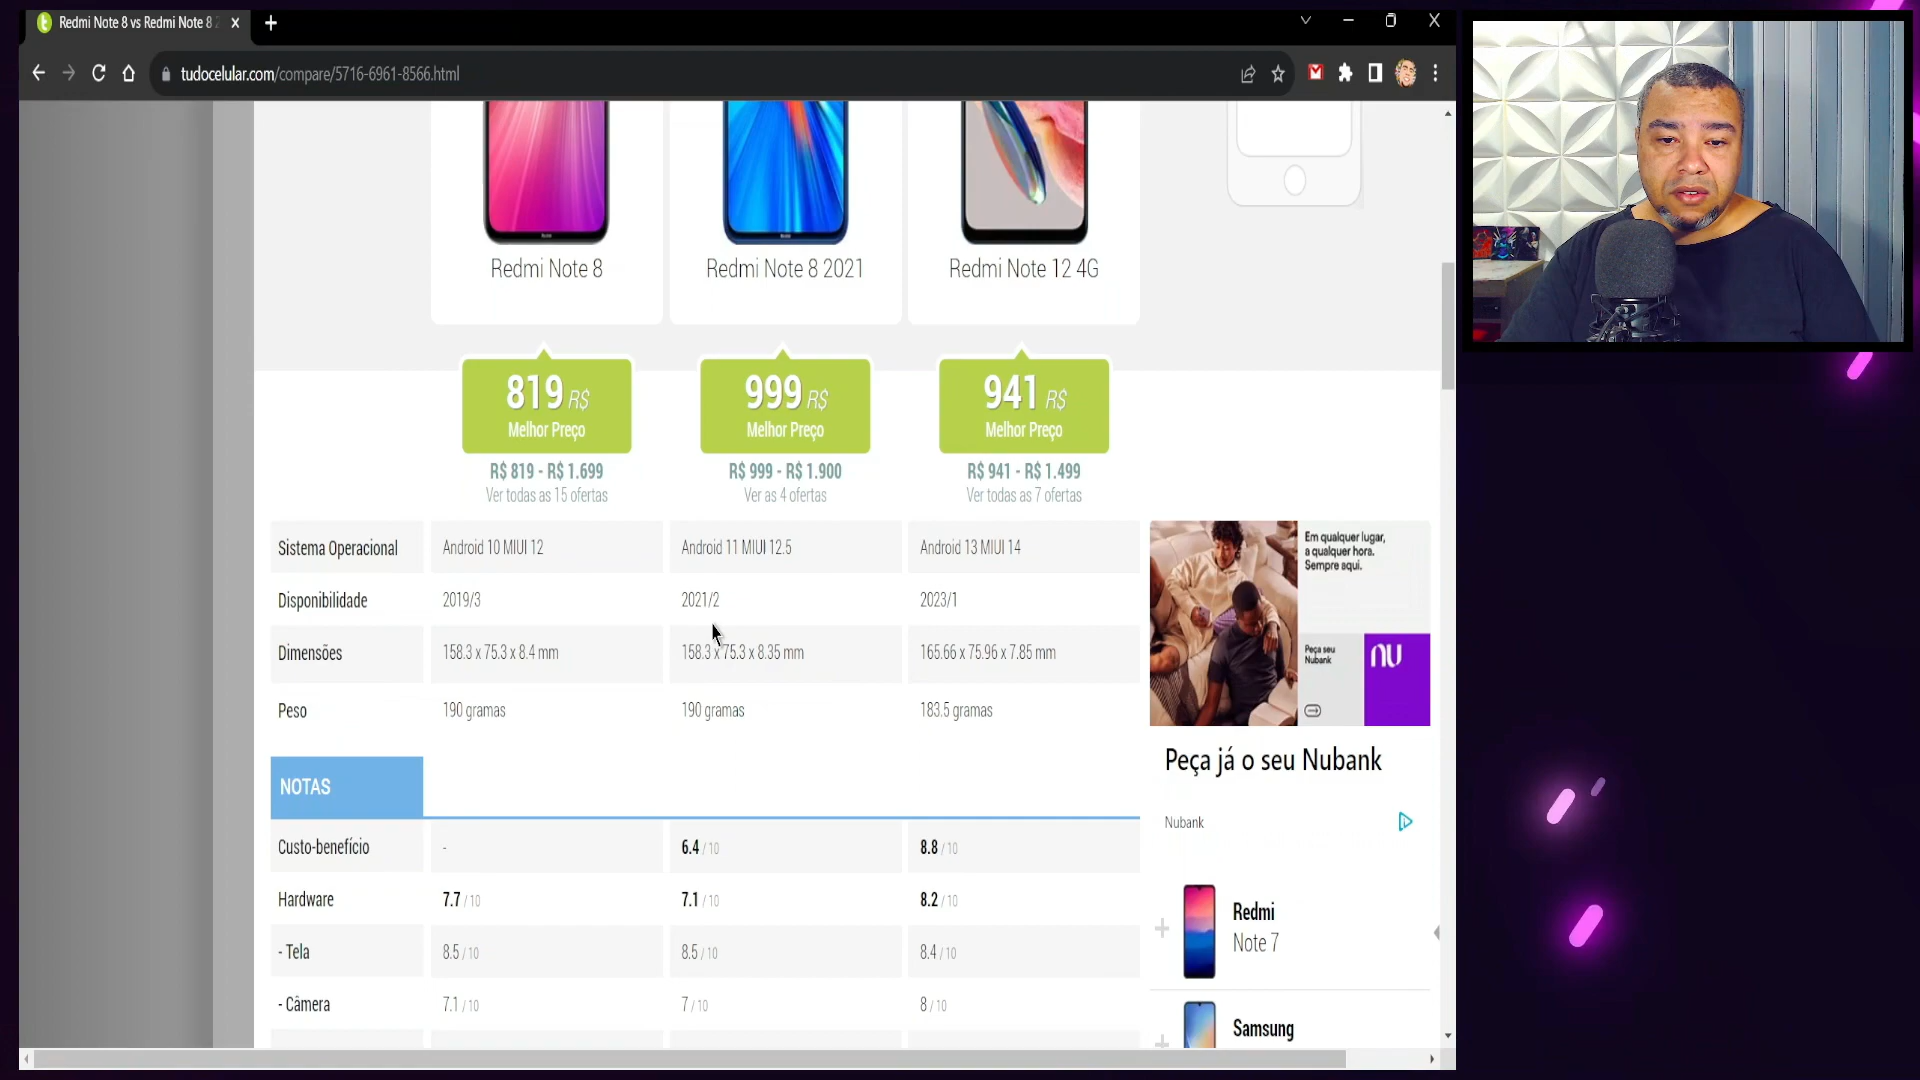 Redmi Note 8 vs Redmi Note 8 2
tudocelular.com/compare/5716-6961-8566.html
Redmi Note 8
Redmi Note 8 2021
Redmi Note 12 4G
819 R$
Melhor Preço
999 R$
Melhor Preço
941 R$
Melhor Preço
R$ 819 - R$ 1.699
R$ 999 - R$ 1.900
R$ 941 - R$ 1.499
Ver todas as 15 ofertas
Ver as 4 ofertas
Ver todas as 7 ofertas
Sistema Operacional
Android 10 MIUI 12
Android 11 MIUI 12.5
Android 13 MIUI 14
Disponibilidade
2019/3
2021/2
2023/1
Dimensões
158.3 x 75.3 x 8.4 mm
158.3 x 75.3 x 8.35 mm
165.66 x 75.96 x 7.85 mm
Peso
190 gramas
190 gramas
183.5 gramas
NOTAS
Custo-benefício
-
6.4 / 10
8.8 / 10
Hardware
7.7 / 10
7.1 / 10
8.2 / 10
- Tela
8.5 / 10
8.5 / 10
8.4 / 10
- Câmera
7.1 / 10
7 / 10
8 / 10
Em qualquer lugar,
a qualquer hora.
Sempre aqui.
Peça seu
Nubank
nu
Peça já o seu Nubank
Nubank
Redmi
Note 7
Samsung